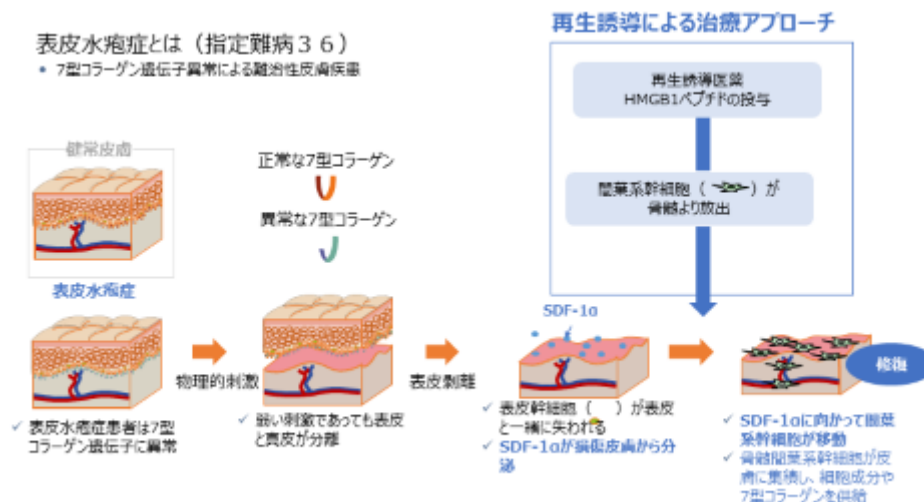 表皮水疱症とは（指定難病３６）
• 7型コラーゲン遺伝子異常による難治性皮膚疾患
健常皮膚
表皮水疱症
✓ 表皮水疱症患者は7型
コラーゲン遺伝子に異常
正常な7型コラーゲン
異常な7型コラーゲン
物理的刺激
✓ 弱い刺激であっても表皮
と真皮が分離
表皮剥離
再生誘導による治療アプローチ
再生誘導医薬
HMGB1ペプチドの投与
間葉系幹細胞（ ）が
骨髄より放出
SDF-1α
✓ 表皮幹細胞（ ）が表皮
と一緒に失われる
✓ SDF-1αが損傷皮膚から分
泌
修復
✓ SDF-1αに向かって間葉
系幹細胞が移動
✓ 骨髄間葉系幹細胞が皮
膚に集積し、細胞成分や
7型コラーゲンを供給